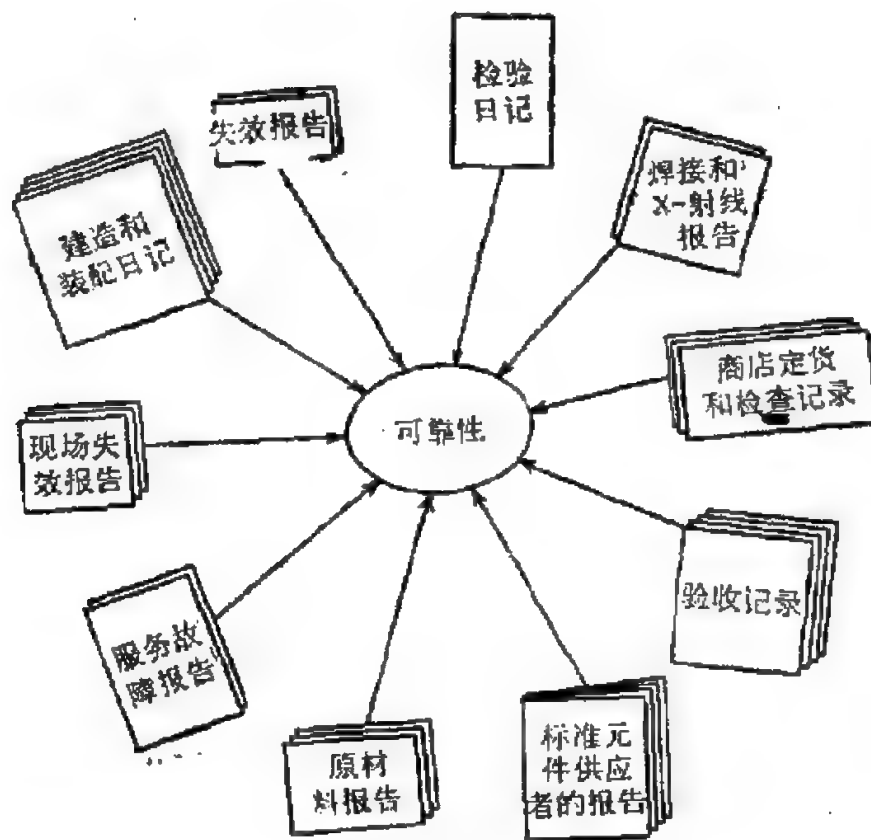 检验
日记
失效报告
焊接和
X-射线
报告
建造和
装配日记
商店定货
和检查记录
可靠性
现场失
效报告
验收记录
服务故
障报告
标准元
件供应
者的报告
原材
料报告